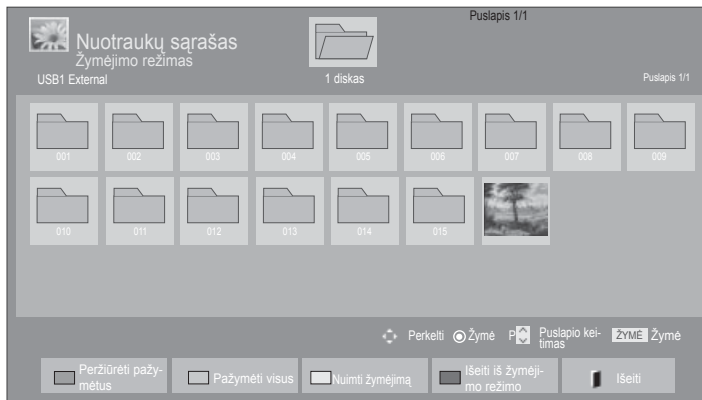 Puslapis 1/1
Nuotraukų sąrašas
Žymėjimo režimas
USB1 External
1 diskas
Puslapis 1/1
001 002 003 004 005 006 007 008 009
010 011 012 013 014 015
Perkelti Žymė P Puslapio kei-
timas ŽYMĖ Žymė
Peržiūrėti pažy-
mėtus
Pažymėti visus
Nuimti žymėjimą
Išeiti iš žymėji-
mo režimo
Išeiti